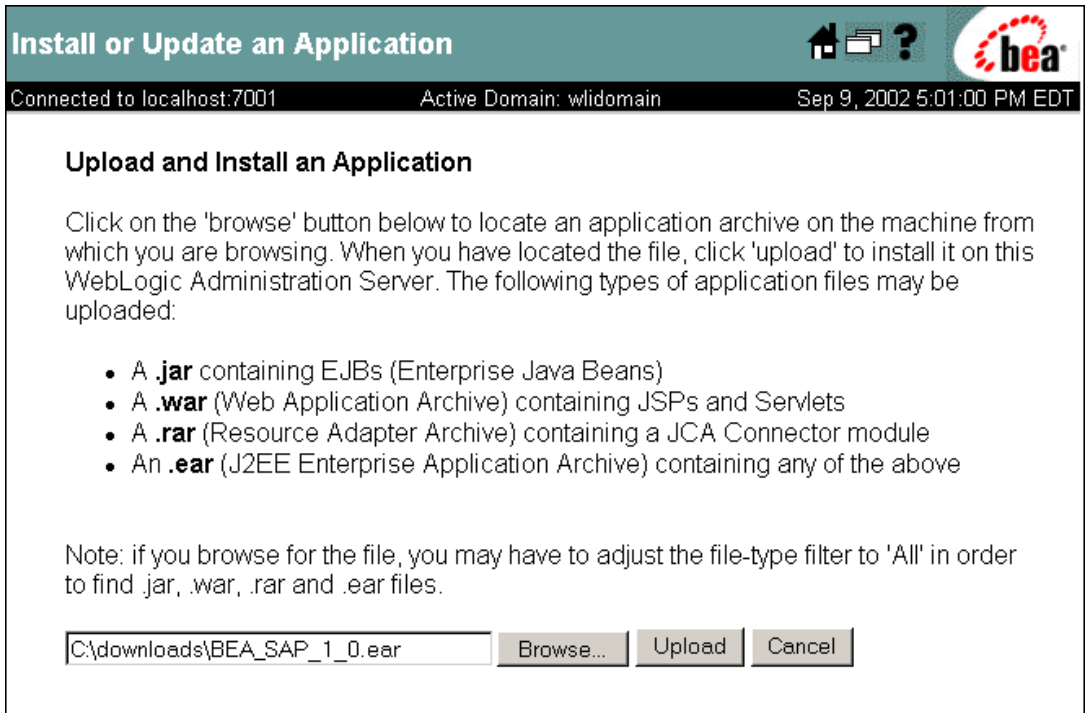 Install or Update an Application
bea
Connected to localhost:7001 Active Domain: wlidomain Sep 9, 2002 5:01:00 PM EDT
Upload and Install an Application
Click on the 'browse' button below to locate an application archive on the machine from
which you are browsing. When you have located the file, click 'upload' to install it on this
WebLogic Administration Server. The following types of application files may be
uploaded:
• A .jar containing EJBs (Enterprise Java Beans)
• A .war (Web Application Archive) containing JSPs and Servlets
• A .rar (Resource Adapter Archive) containing a JCA Connector module
• An .ear (J2EE Enterprise Application Archive) containing any of the above
Note: if you browse for the file, you may have to adjust the file-type filter to 'All' in order
to find .jar, .war, .rar and .ear files.
C:\downloads\BEA_SAP_1_0.ear Browse... Upload Cancel